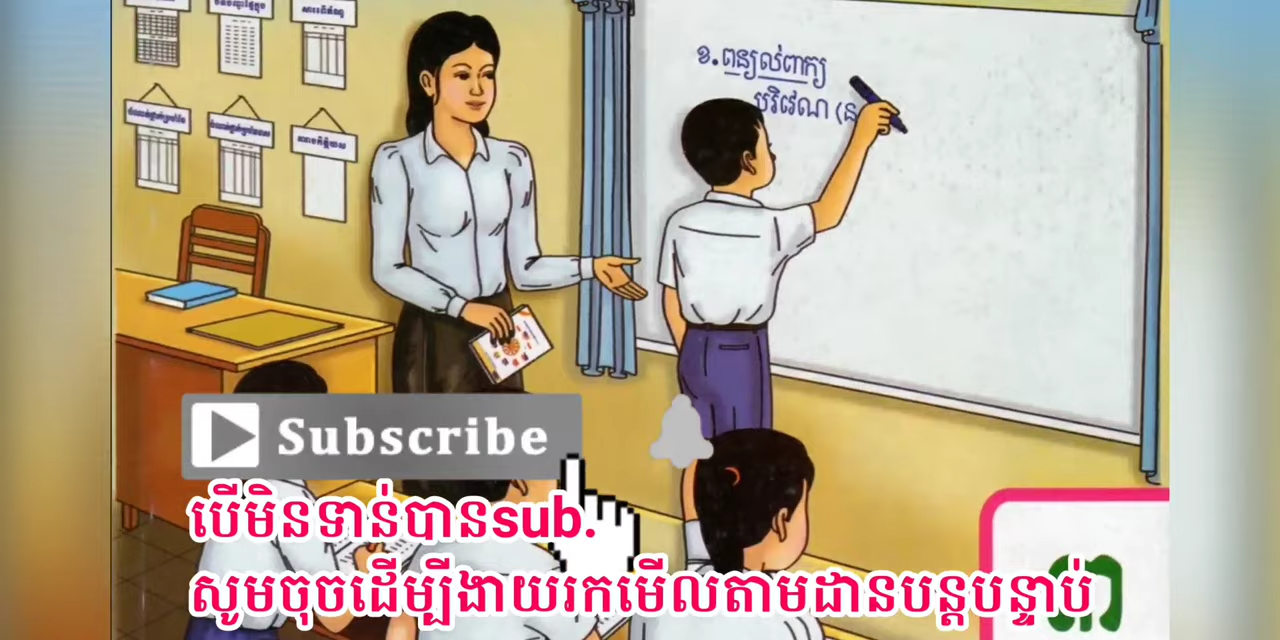 ខ.ពន្យល់ពាក្យ
បរិវេណ (ន
Subscribe
បើមិនទាន់បានsub.
សូមចុចដើម្បីងាយរកមើលតាមដានបន្តបន្ទាប់
៣